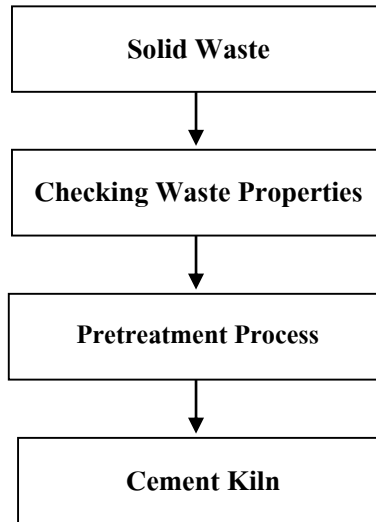 Solid Waste
Checking Waste Properties
Pretreatment Process
Cement Kiln